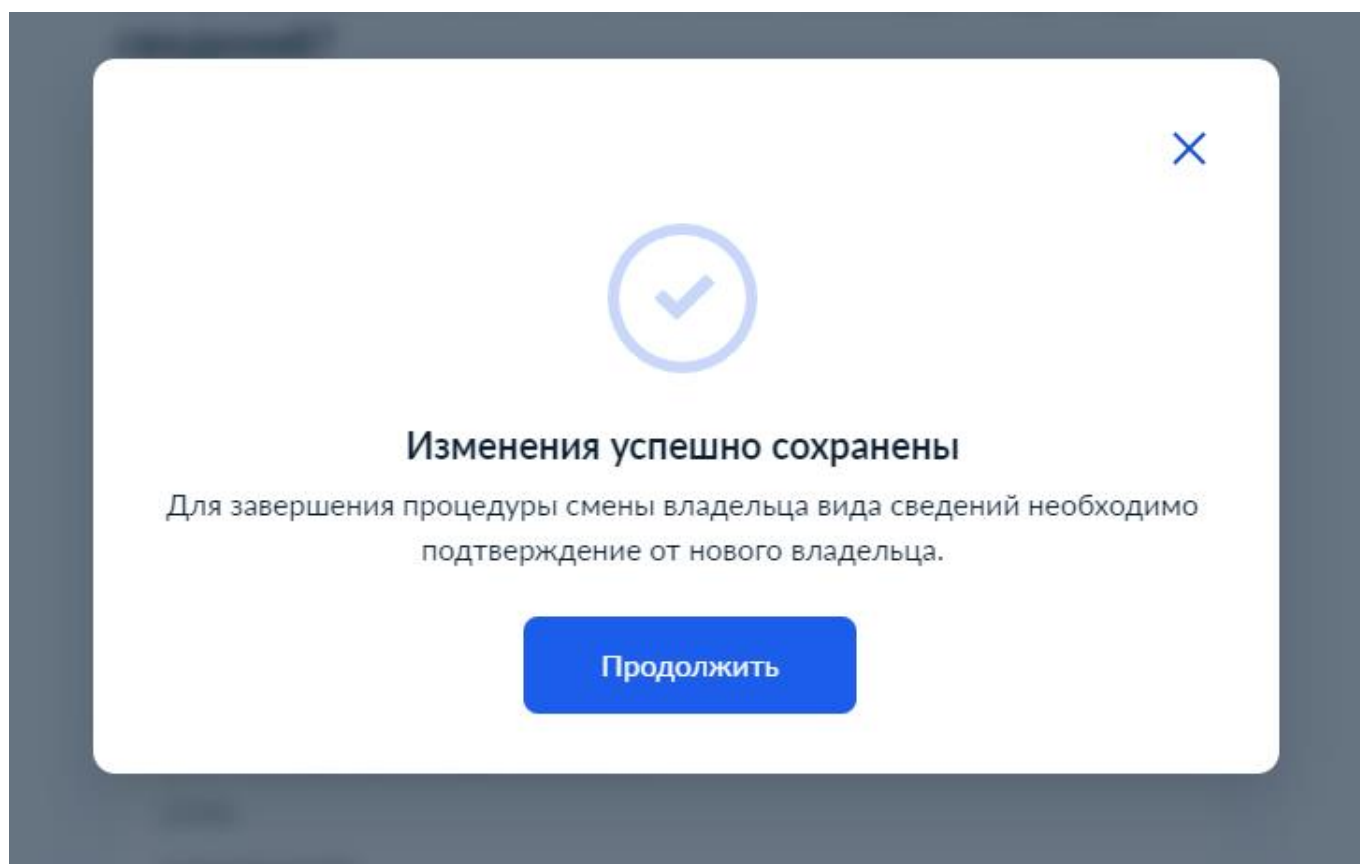 Изменения успешно сохранены
Для завершения процедуры смены владельца вида сведений необходимо
подтверждение от нового владельца.
Продолжить